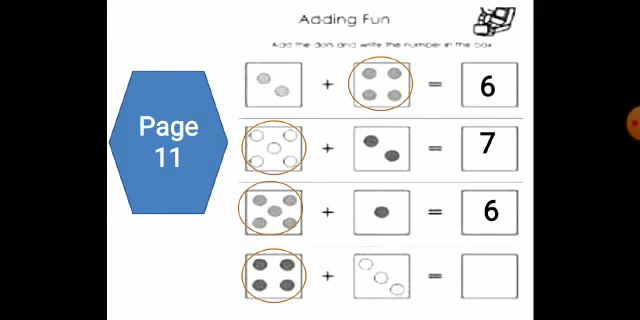 Adding Fun
Add the dots and write the number in the box
Page
11
+ = 6
+ = 7
+ = 6
+ =